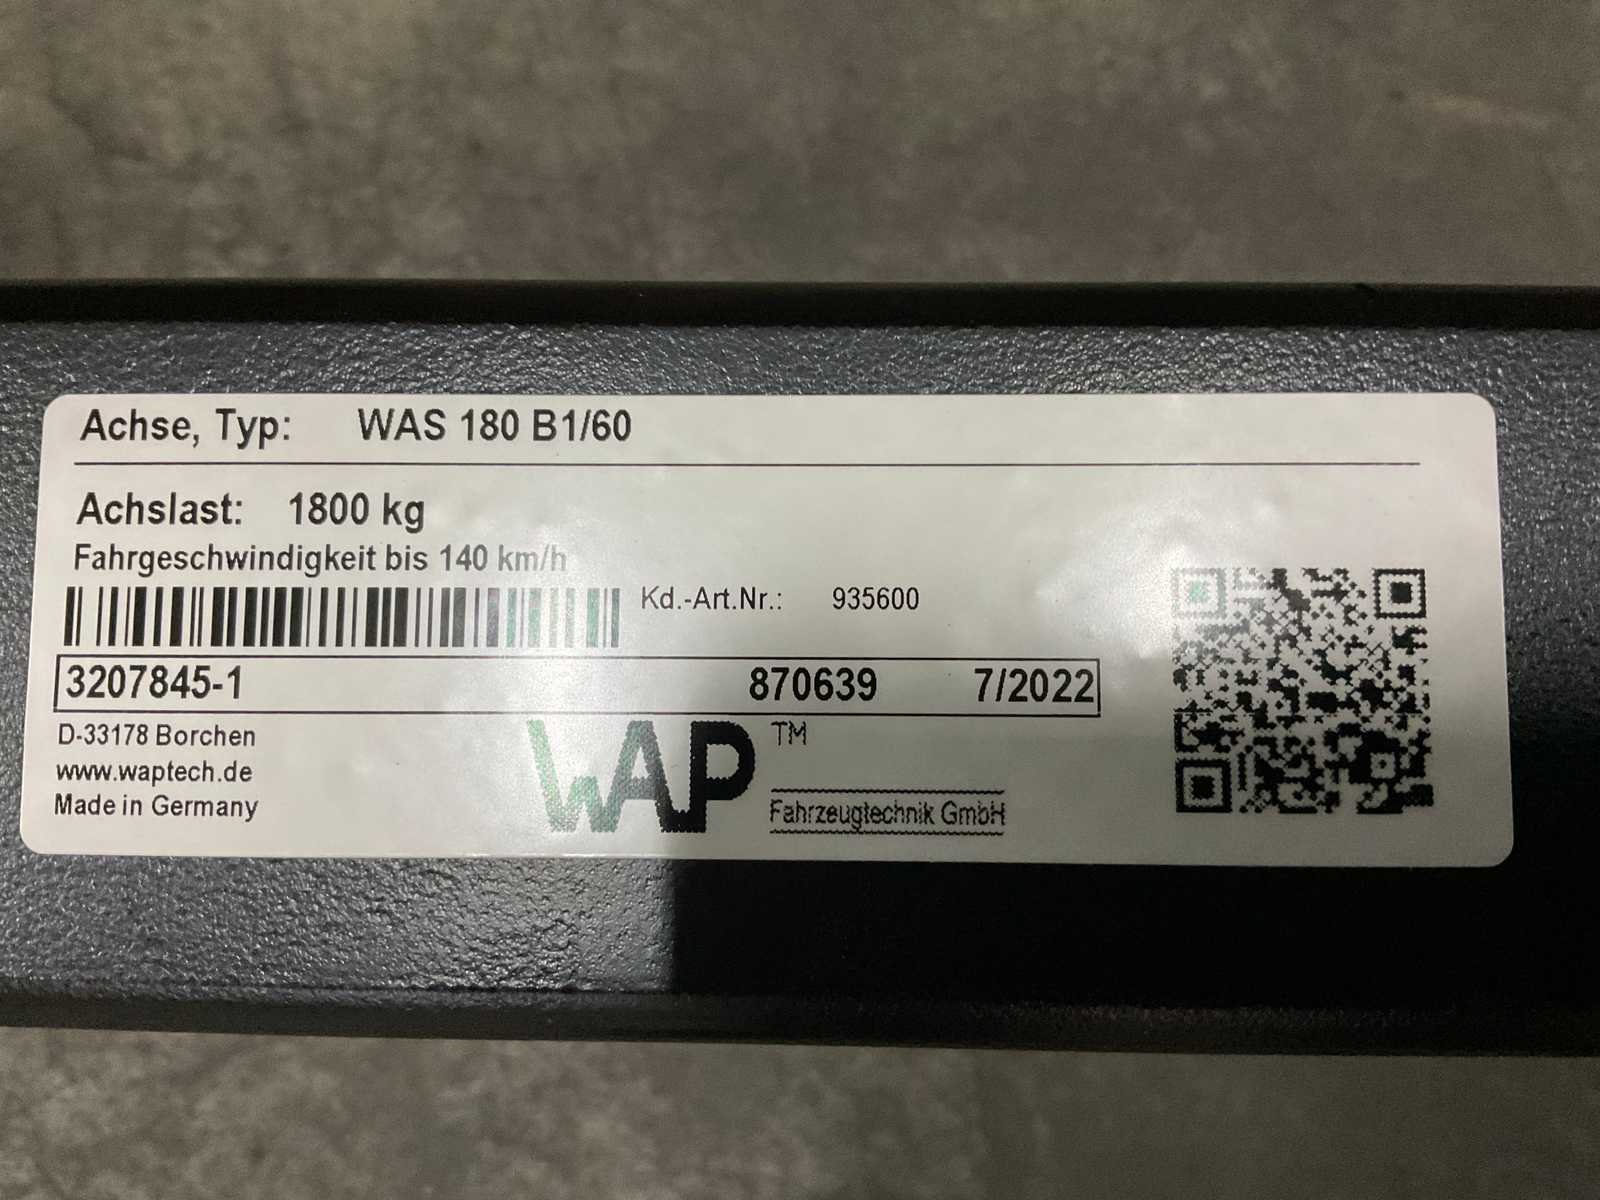 Achse, Typ: WAS 180 B1/60
Achslast: 1800 kg
Fahrgeschwindigkeit bis 140 km/h
Kd.-Art.Nr.: 935600
3207845-1 870639 7/2022
D-33178 Borchen
www.waptech.de
Made in Germany
WAP TM
Fahrzeugtechnik GmbH